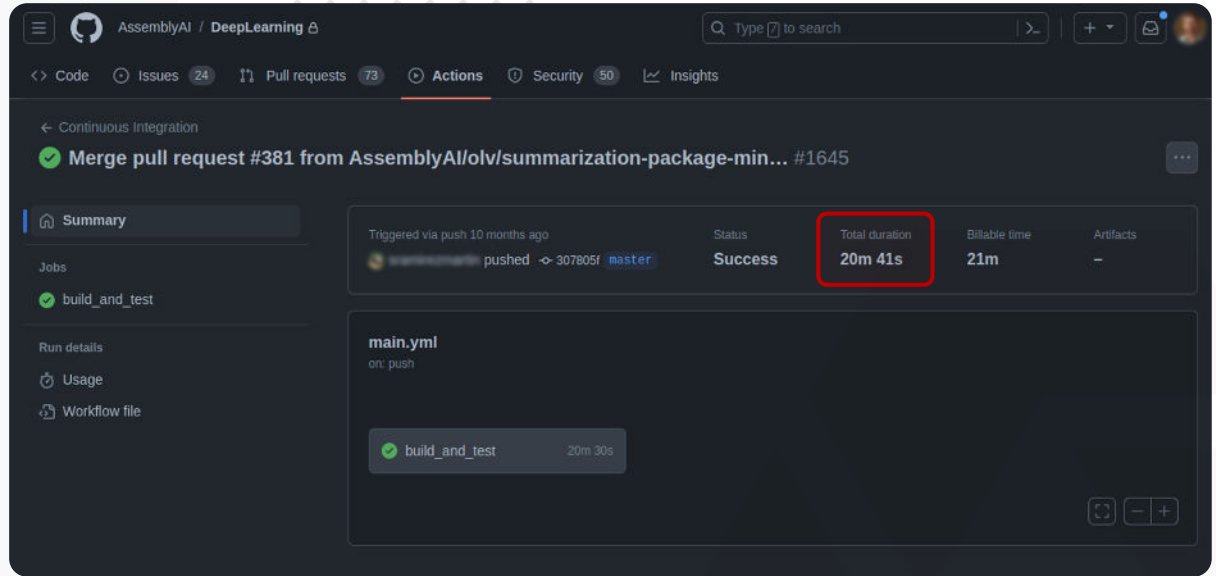 AssemblyAI / DeepLearning
Type / to search
Code Issues 24 Pull requests 73 Actions Security 50 Insights
Continuous Integration
Merge pull request #381 from AssemblyAI/olv/summarization-package-min… #1645
Summary
Jobs
build_and_test
Run details
Usage
Workflow file
Triggered via push 10 months ago
pushed 307805f master
Status
Success
Total duration
20m 41s
Billable time
21m
Artifacts
–
main.yml
on: push
build_and_test 20m 30s